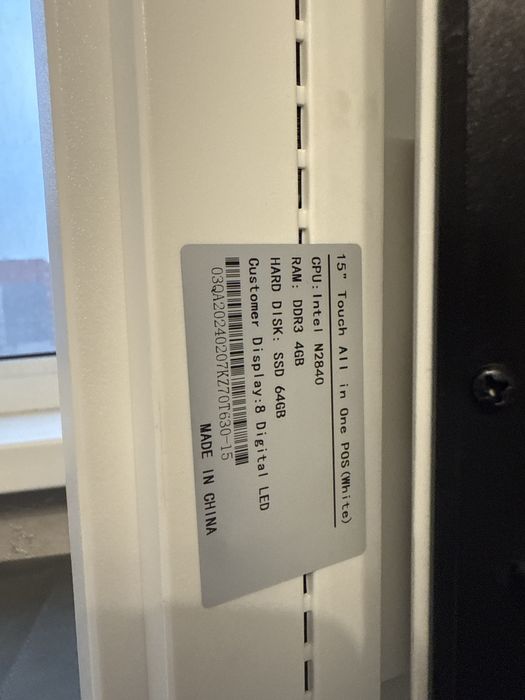 15" Touch All in One POS(White)
CPU:Intel N2840
RAM: DDR3 4GB
HARD DISK: SSD 64GB
Customer Display:8 Digital LED
03QA20240207KZ70T630-15
MADE IN CHINA